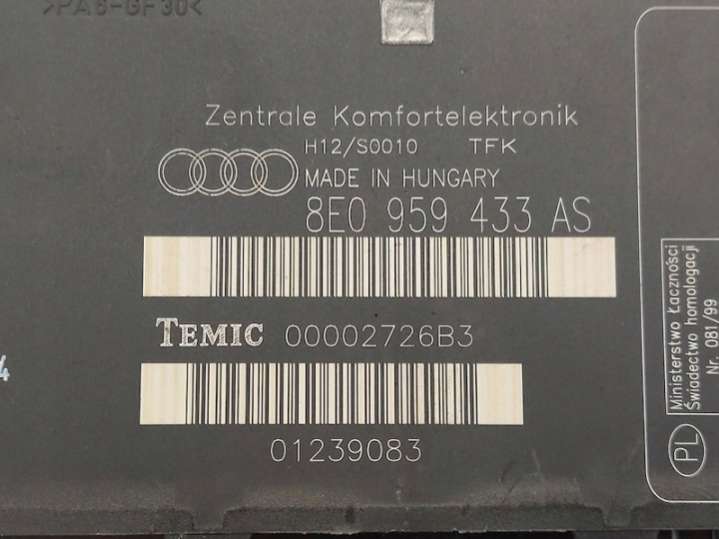 >PA6-GF30<
Zentrale Komfortelektronik
H12/S0010 TFK
MADE IN HUNGARY
8E0 959 433 AS
TEMIC 00002726B3
01239083
4
Ministerstwo Łączności
Świadectwo homologacji
Nr. 081/99
PL